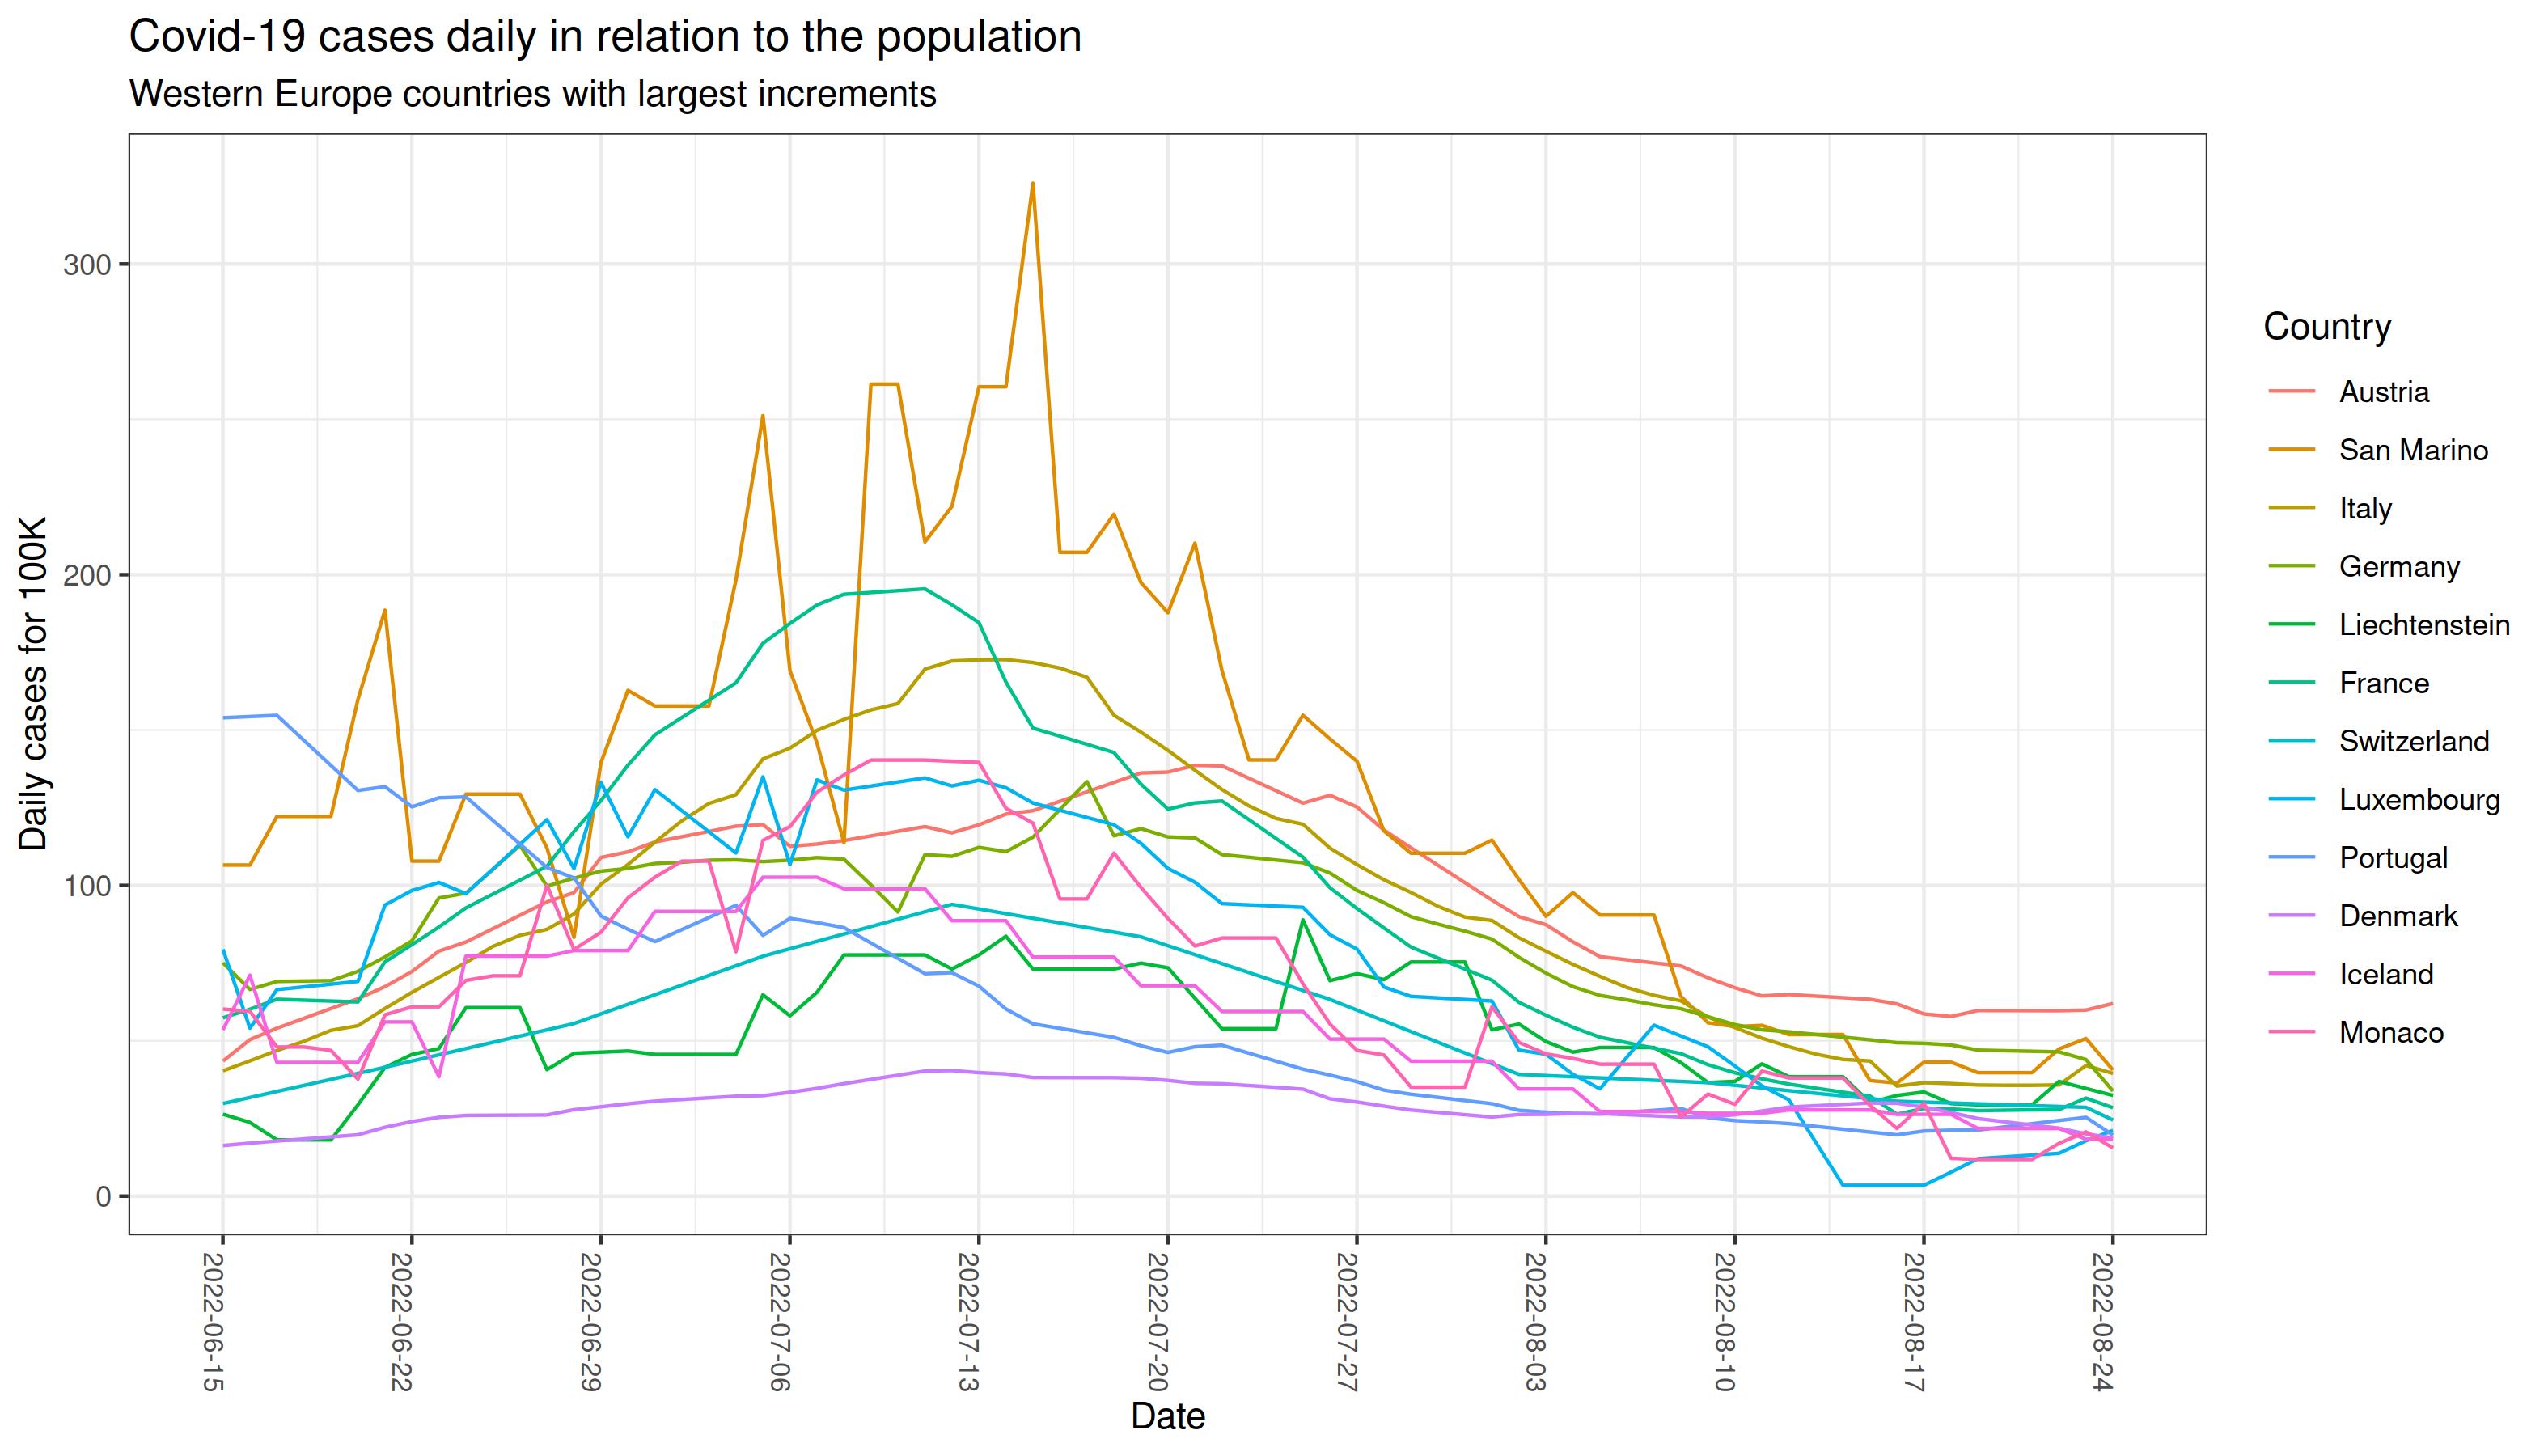 Covid-19 cases daily in relation to the population
Western Europe countries with largest increments
Daily cases for 100K
300
200
100
0
2022-06-15
2022-06-22
2022-06-29
2022-07-06
2022-07-13
2022-07-20
2022-07-27
2022-08-03
2022-08-10
2022-08-17
2022-08-24
Date
Country
Austria
San Marino
Italy
Germany
Liechtenstein
France
Switzerland
Luxembourg
Portugal
Denmark
Iceland
Monaco